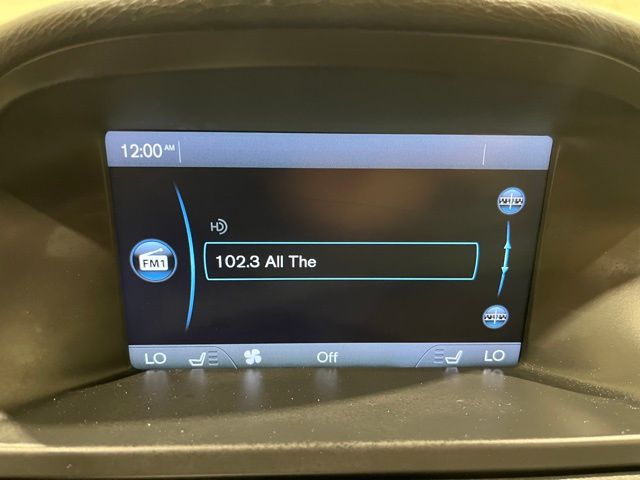 12:00 AM
HD
FM1
102.3 All The
LO Off LO